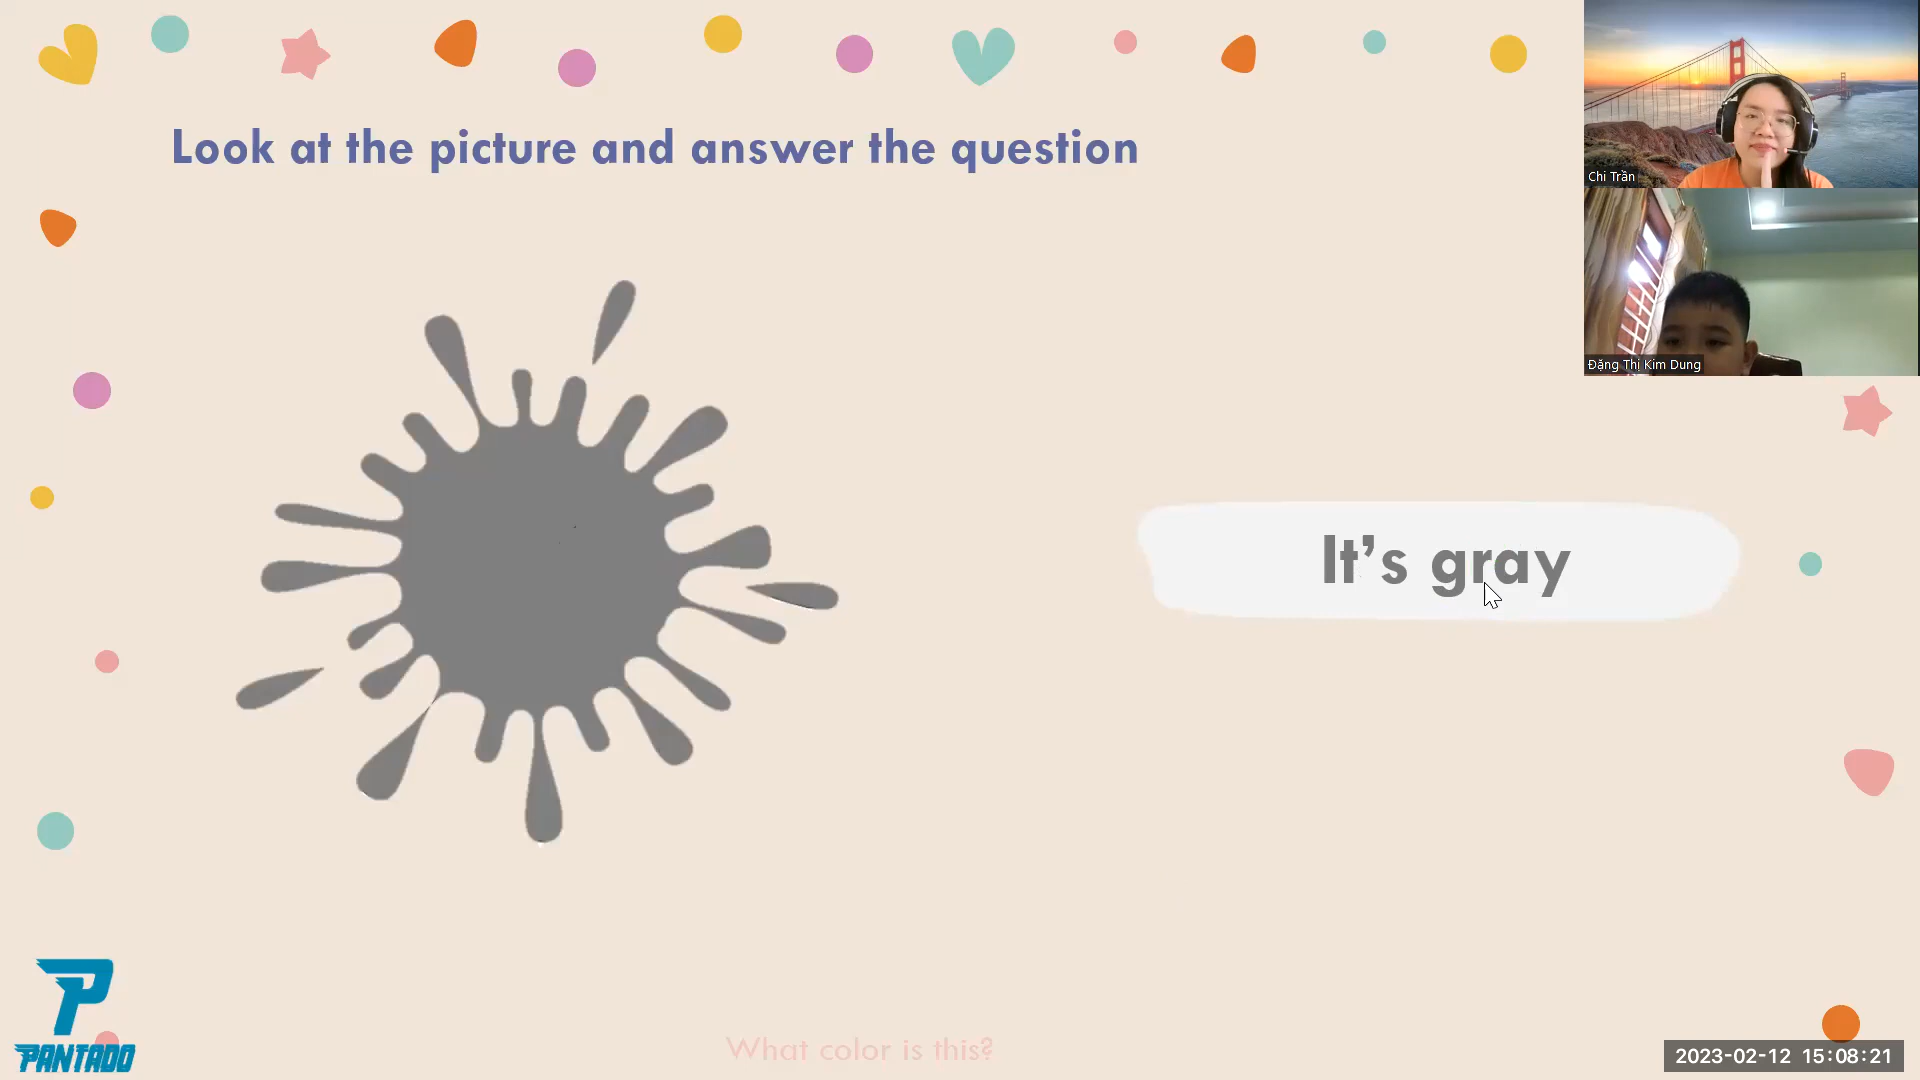 Look at the picture and answer the question
Chi Trần
Đặng Thị Kim Dung
It's gray
What color is this?
PANTADO
2023-02-12 15:08:21